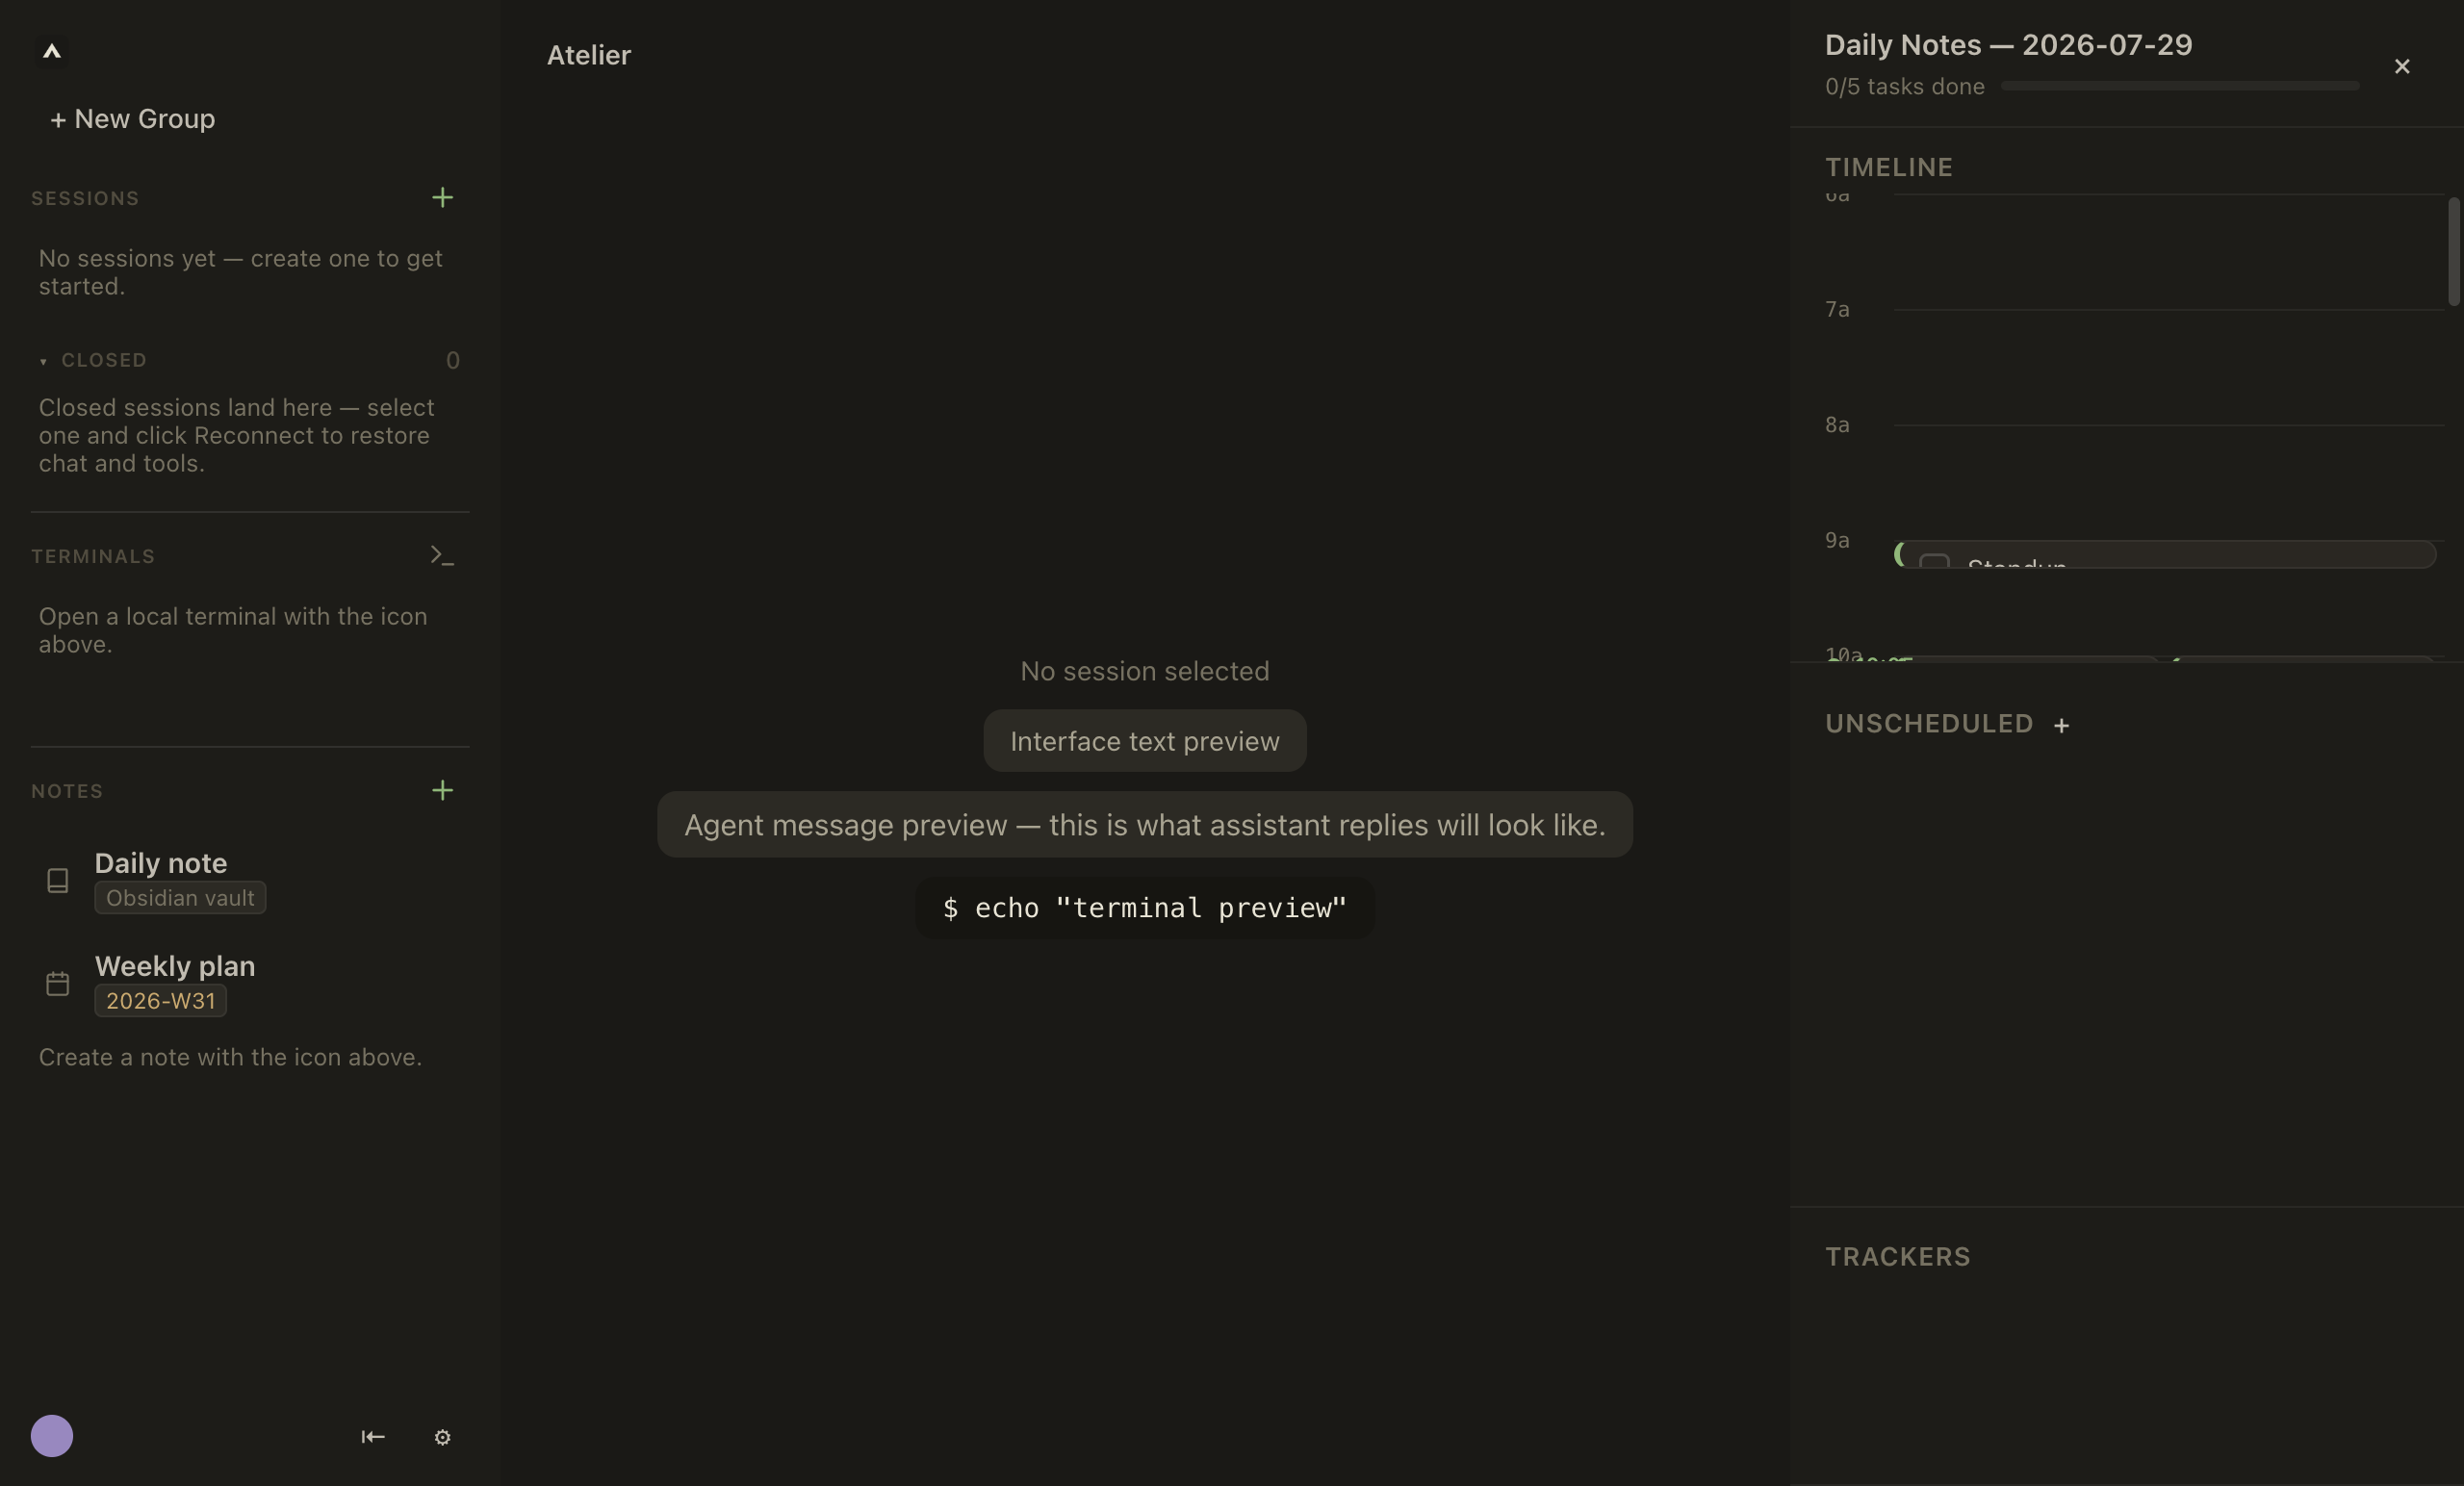 + New Group
SESSIONS
No sessions yet — create one to get
started.
CLOSED 0
Closed sessions land here — select
one and click Reconnect to restore
chat and tools.
TERMINALS
Open a local terminal with the icon
above.
NOTES
Daily note
Obsidian vault
Weekly plan
2026-W31
Create a note with the icon above.
Atelier
No session selected
Interface text preview
Agent message preview — this is what assistant replies will look like.
$ echo "terminal preview"
Daily Notes — 2026-07-29
0/5 tasks done
TIMELINE
6a
7a
8a
9a
Standup
10a
UNSCHEDULED +
TRACKERS